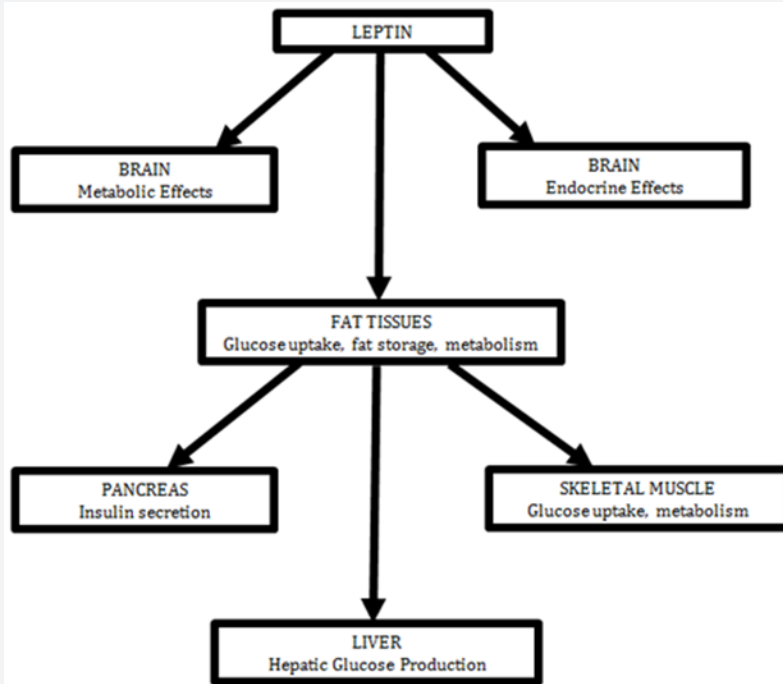 LEPTIN
BRAIN
Metabolic Effects
BRAIN
Endocrine Effects
FAT TISSUES
Glucose uptake, fat storage, metabolism
PANCREAS
Insulin secretion
SKELETAL MUSCLE
Glucose uptake, metabolism
LIVER
Hepatic Glucose Production